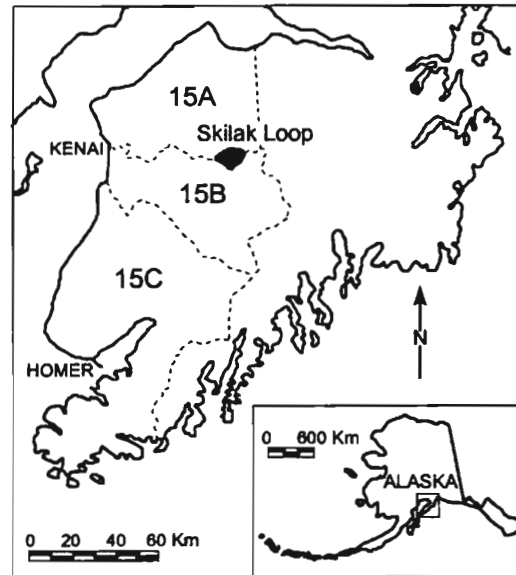 15A
Skilak Loop
KENAI
15B
15C
N
HOMER
0 600 Km
ALASKA
0 20 40 60 Km